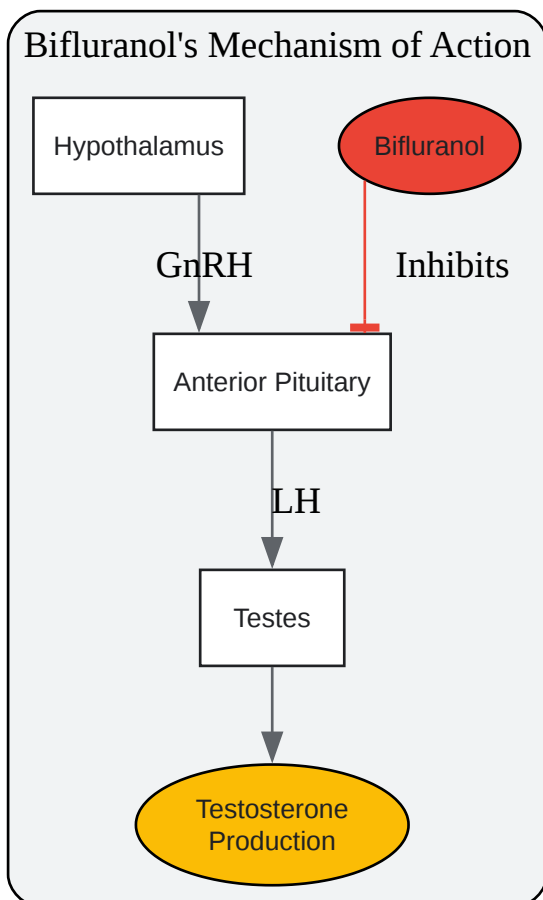 Bifluranol's Mechanism of Action
Hypothalamus
Bifluranol
GnRH
Inhibits
Anterior Pituitary
LH
Testes
Testosterone
Production